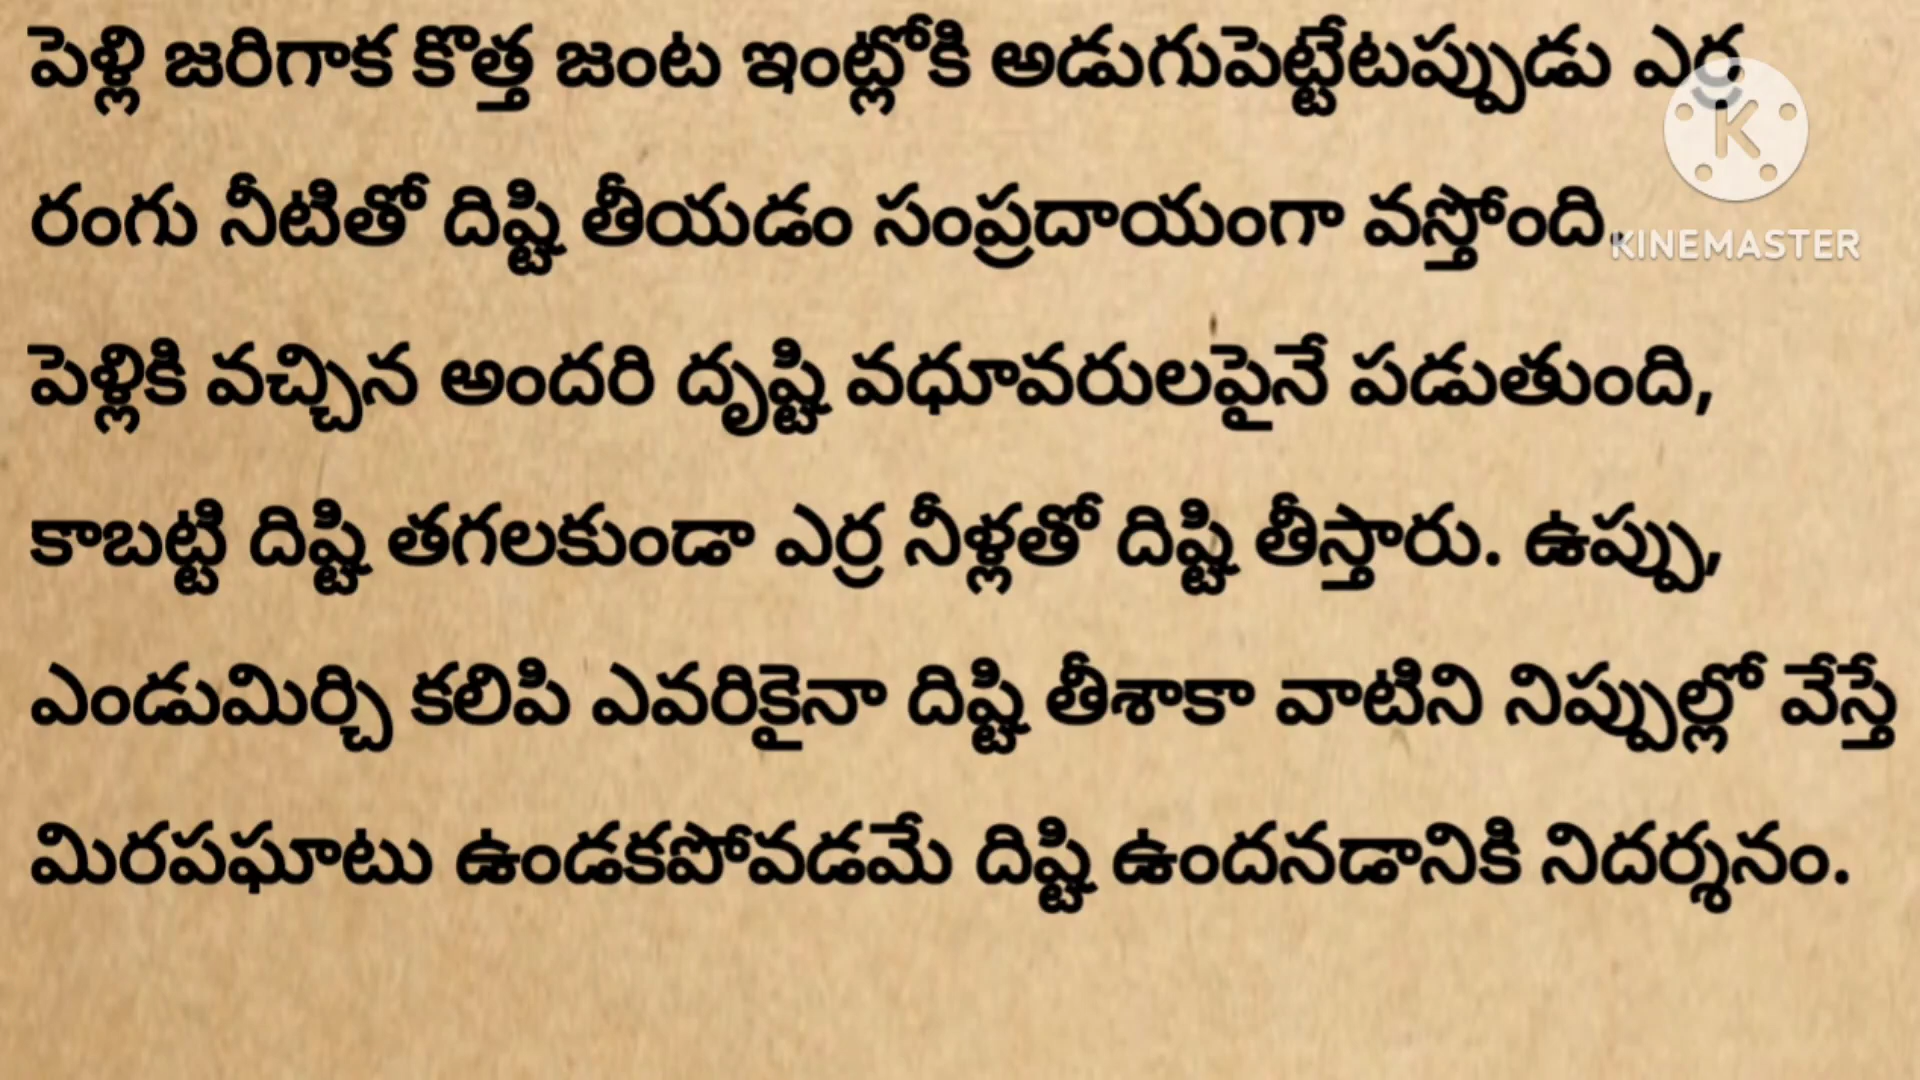 పెళ్లి జరిగాక కొత్త జంట ఇంట్లోకి అడుగుపెట్టేటప్పుడు ఎర్ర
రంగు నీటితో దిష్టి తీయడం సంప్రదాయంగా వస్తోంది.
KINEMASTER
పెళ్లికి వచ్చిన అందరి దృష్టి వధూవరులపైనే పడుతుంది,
కాబట్టి దిష్టి తగలకుండా ఎర్ర నీళ్లతో దిష్టి తీస్తారు. ఉప్పు,
ఎండుమిర్చి కలిపి ఎవరికైనా దిష్టి తీశాకా వాటిని నిప్పుల్లో వేస్తే
మిరపఘాటు ఉండకపోవడమే దిష్టి ఉందనడానికి నిదర్శనం.